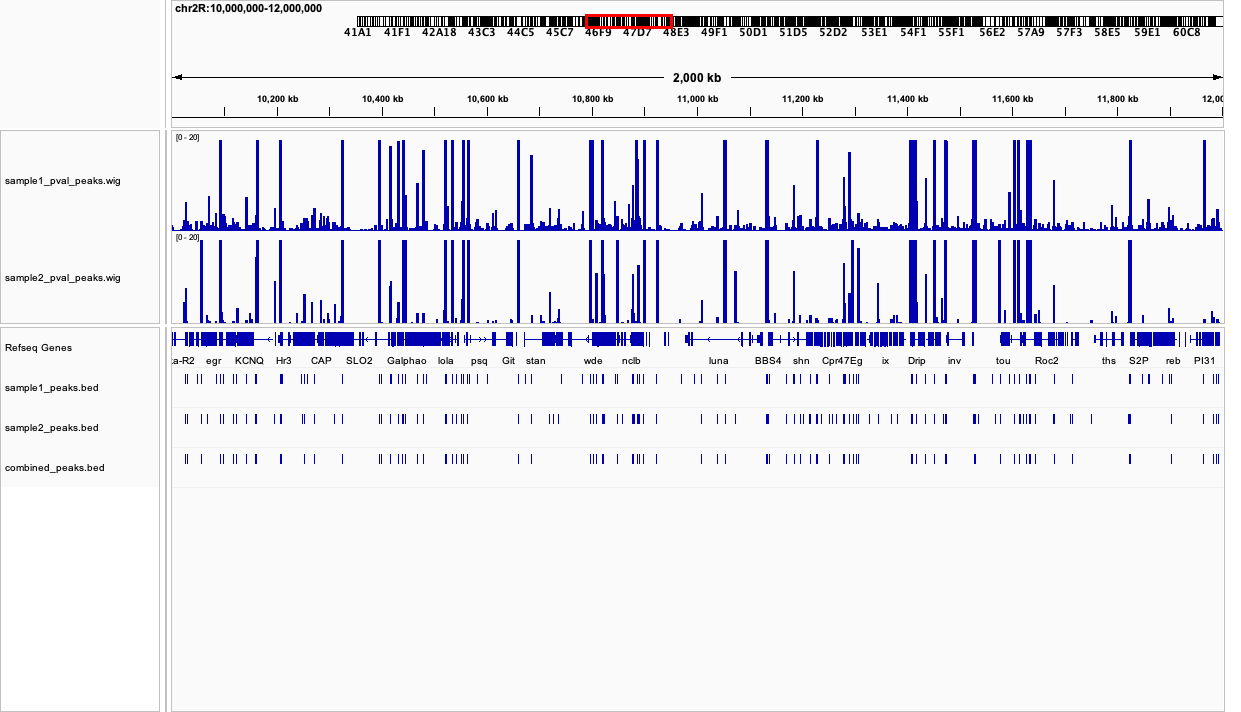 chr2R:10,000,000-12,000,000
41A1 41F1 42A18 43C3 44C5 45C7 46F9 47D7 48E3 49F1 50D1 51D5 52D2 53E1 54F1 55F1 56E2 57A9 57F3 58E5 59E1 60C8
2,000 kb
10,200 kb 10,400 kb 10,600 kb 10,800 kb 11,000 kb 11,200 kb 11,400 kb 11,600 kb 11,800 kb 12,00
[0 - 20]
sample1_pval_peaks.wig
[0 - 20]
sample2_pval_peaks.wig
Refseq Genes
:a-R2 egr KCNQ Hr3 CAP SLO2 Galphao lola psq Git stan wde nclb luna BBS4 shn Cpr47Eg ix Drip inv tou Roc2 ths S2P reb PI31
sample1_peaks.bed
sample2_peaks.bed
combined_peaks.bed